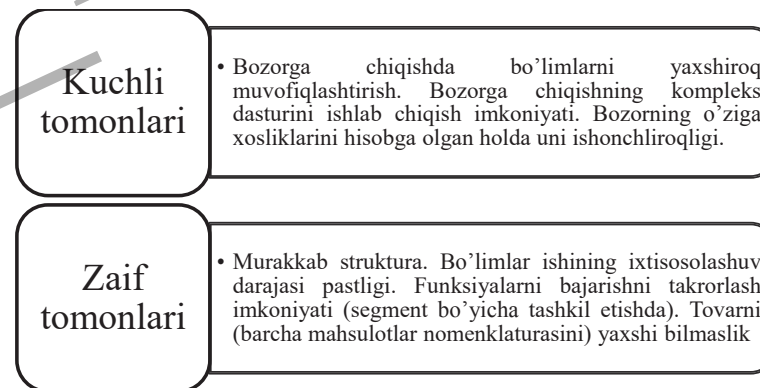 Kuchli
tomonlari
• Bozorga chiqishda bo’limlarni yaxshiroq
muvofiqlashtirish. Bozorga chiqishning kompleks
dasturini ishlab chiqish imkoniyati. Bozorning o’ziga
xosliklarini hisobga olgan holda uni ishonchliroqligi.
Zaif
tomonlari
• Murakkab struktura. Bo’limlar ishining ixtisosolashuv
darajasi pastligi. Funksiyalarni bajarishni takrorlash
imkoniyati (segment bo’yicha tashkil etishda). Tovarni
(barcha mahsulotlar nomenklaturasini) yaxshi bilmaslik